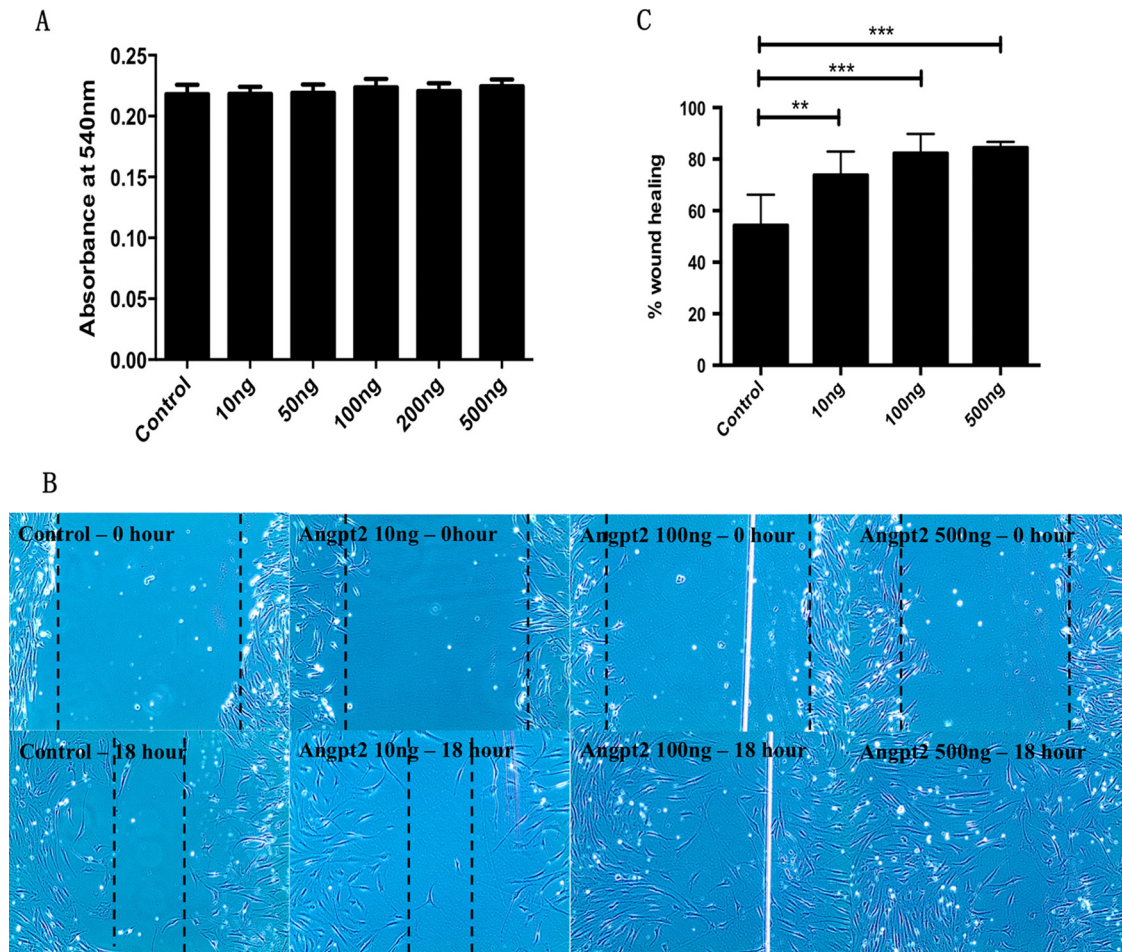 A
Absorbance at 540nm
0.25
0.20
0.15
0.10
0.05
0.00
Control
10ng
50ng
100ng
200ng
500ng
C
***
***
**
% wound healing
100
80
60
40
20
0
Control
10ng
100ng
500ng
B
Control – 0 hour
Angpt2 10ng – 0hour
Angpt2 100ng – 0 hour
Angpt2 500ng – 0 hour
Control – 18 hour
Angpt2 10ng – 18 hour
Angpt2 100ng – 18 hour
Angpt2 500ng – 18 hour